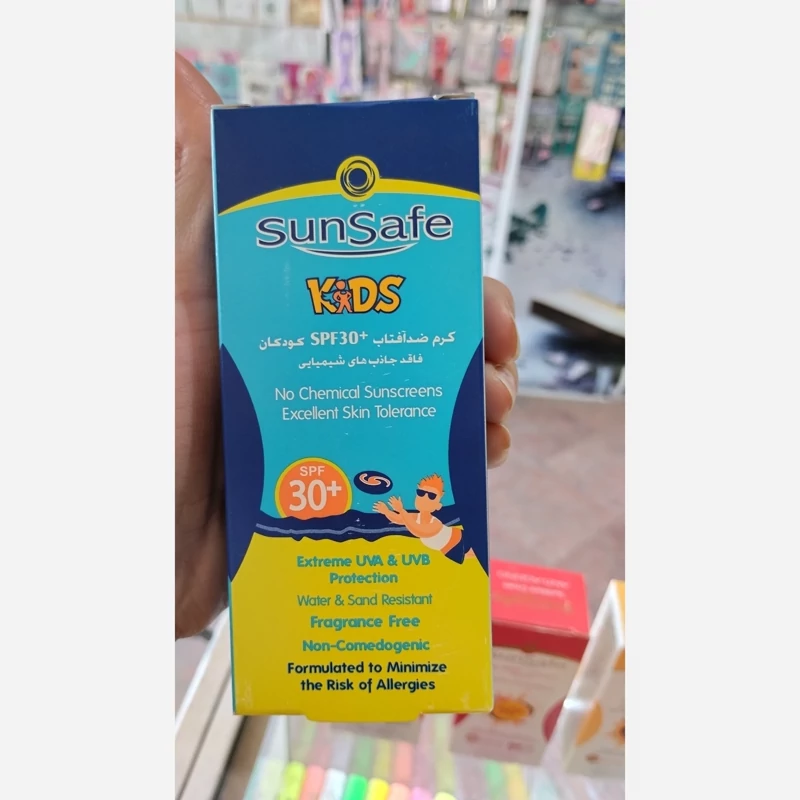 sunSafe
KiDS
کرم ضدآفتاب +SPF30 کودکان
فاقد جاذب های شیمیایی
No Chemical Sunscreens
Excellent Skin Tolerance
SPF
30+
Extreme UVA & UVB
Protection
Water & Sand Resistant
Fragrance Free
Non-Comedogenic
Formulated to Minimize
the Risk of Allergies